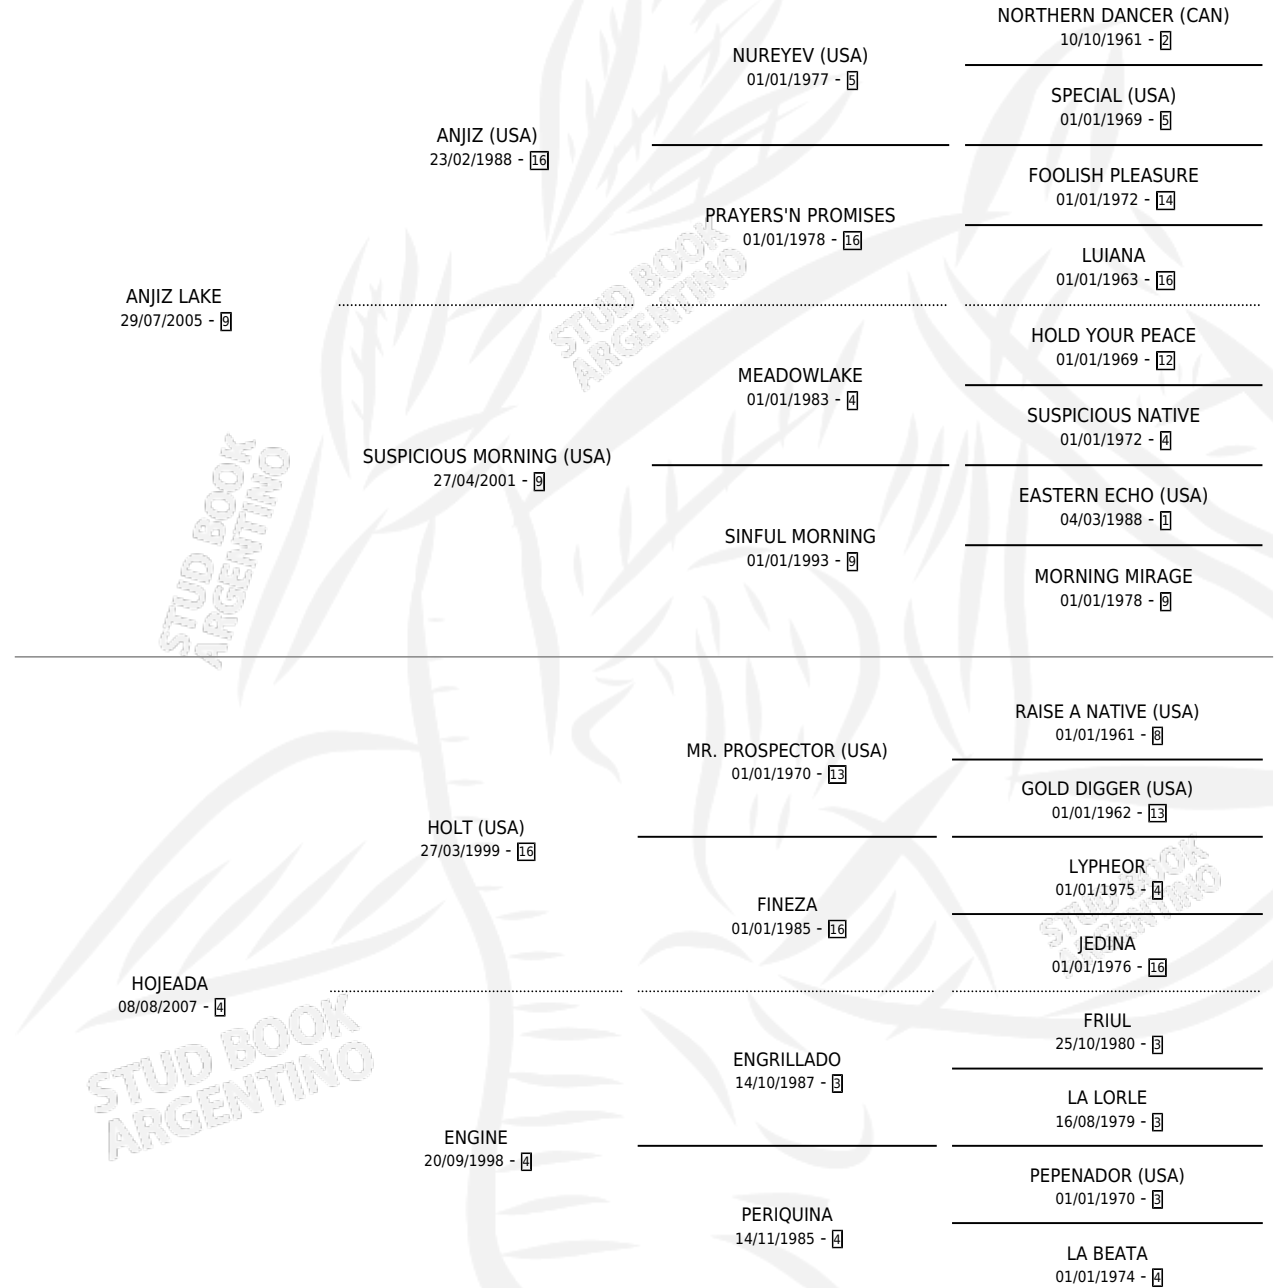 NORTHERN DANCER (CAN)
10/10/1961 - 2
NUREYEV (USA)
01/01/1977 - 5
SPECIAL (USA)
01/01/1969 - 5
ANJIZ (USA)
23/02/1988 - 16
FOOLISH PLEASURE
01/01/1972 - 14
PRAYERS'N PROMISES
01/01/1978 - 16
LUIANA
01/01/1963 - 16
ANJIZ LAKE
29/07/2005 - 9
HOLD YOUR PEACE
01/01/1969 - 12
MEADOWLAKE
01/01/1983 - 4
SUSPICIOUS NATIVE
01/01/1972 - 4
SUSPICIOUS MORNING (USA)
27/04/2001 - 9
EASTERN ECHO (USA)
04/03/1988 - 1
SINFUL MORNING
01/01/1993 - 9
MORNING MIRAGE
01/01/1978 - 9
RAISE A NATIVE (USA)
01/01/1961 - 8
MR. PROSPECTOR (USA)
01/01/1970 - 13
GOLD DIGGER (USA)
01/01/1962 - 13
HOLT (USA)
27/03/1999 - 16
LYPHEOR
01/01/1975 - 4
FINEZA
01/01/1985 - 16
JEDINA
01/01/1976 - 16
HOJEADA
08/08/2007 - 4
FRIUL
25/10/1980 - 3
ENGRILLADO
14/10/1987 - 3
LA LORLE
16/08/1979 - 3
ENGINE
20/09/1998 - 4
PEPENADOR (USA)
01/01/1970 - 3
PERIQUINA
14/11/1985 - 4
LA BEATA
01/01/1974 - 4
STUD BOOK
ARGENTINO
STUD BOOK
ARGENTINO
STUD BOOK
ARGENTINO
STUD BOOK
ARGENTINO